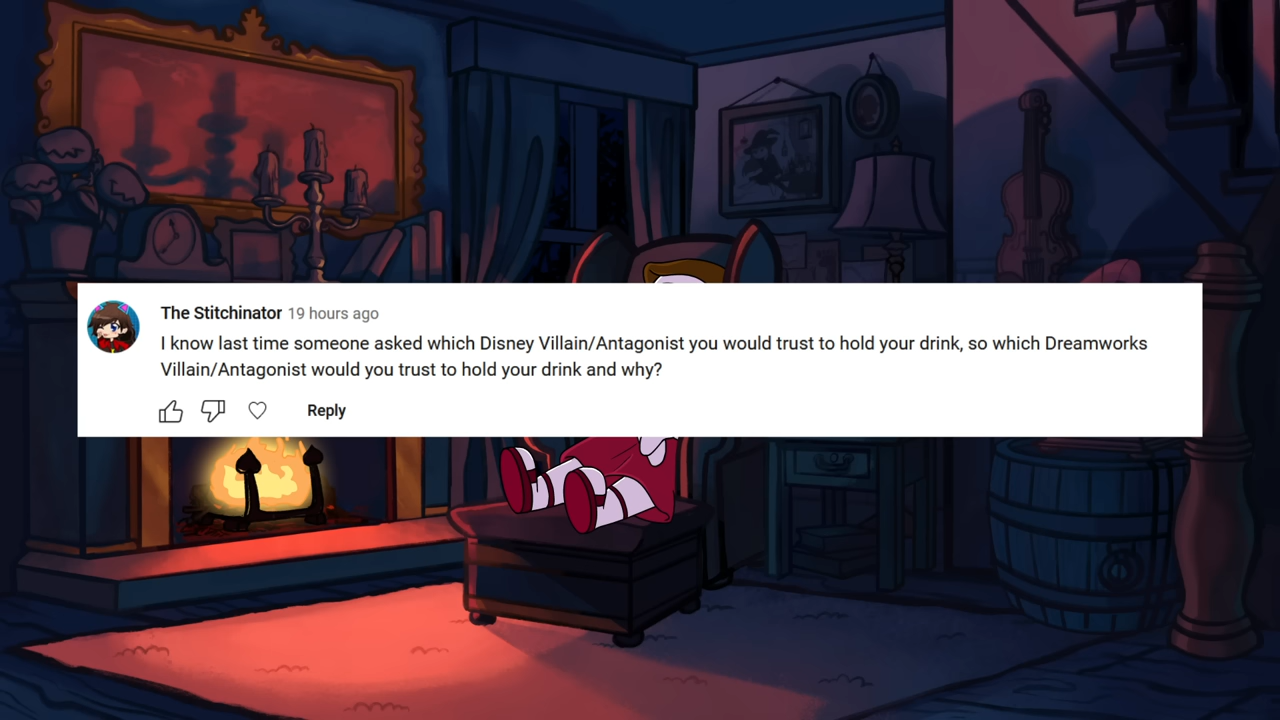 The Stitchinator 19 hours ago
I know last time someone asked which Disney Villain/Antagonist you would trust to hold your drink, so which Dreamworks
Villain/Antagonist would you trust to hold your drink and why?
Reply